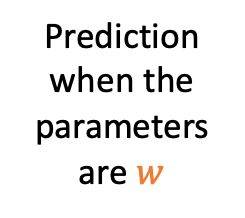 Prediction
when the
parameters
are w